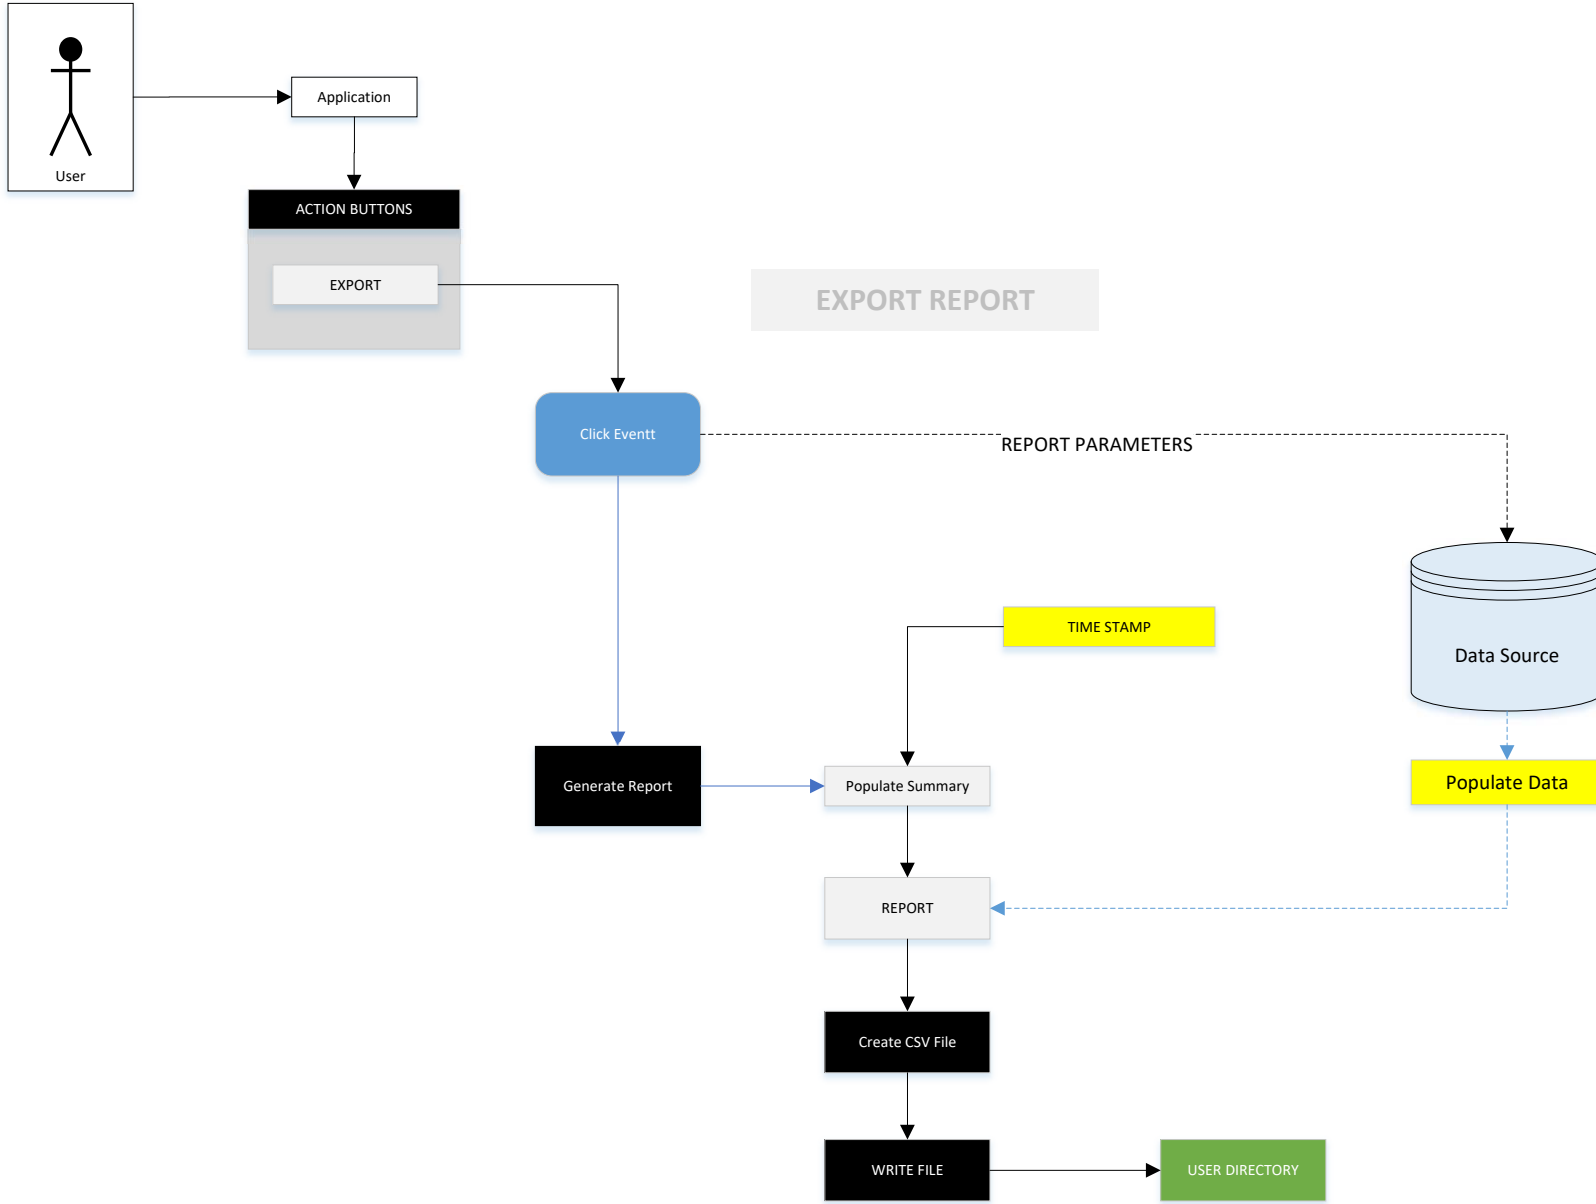 User
Application
ACTION BUTTONS
EXPORT
EXPORT REPORT
Click Eventt
REPORT PARAMETERS
TIME STAMP
Data Source
Generate Report
Populate Summary
Populate Data
REPORT
Create CSV File
WRITE FILE
USER DIRECTORY